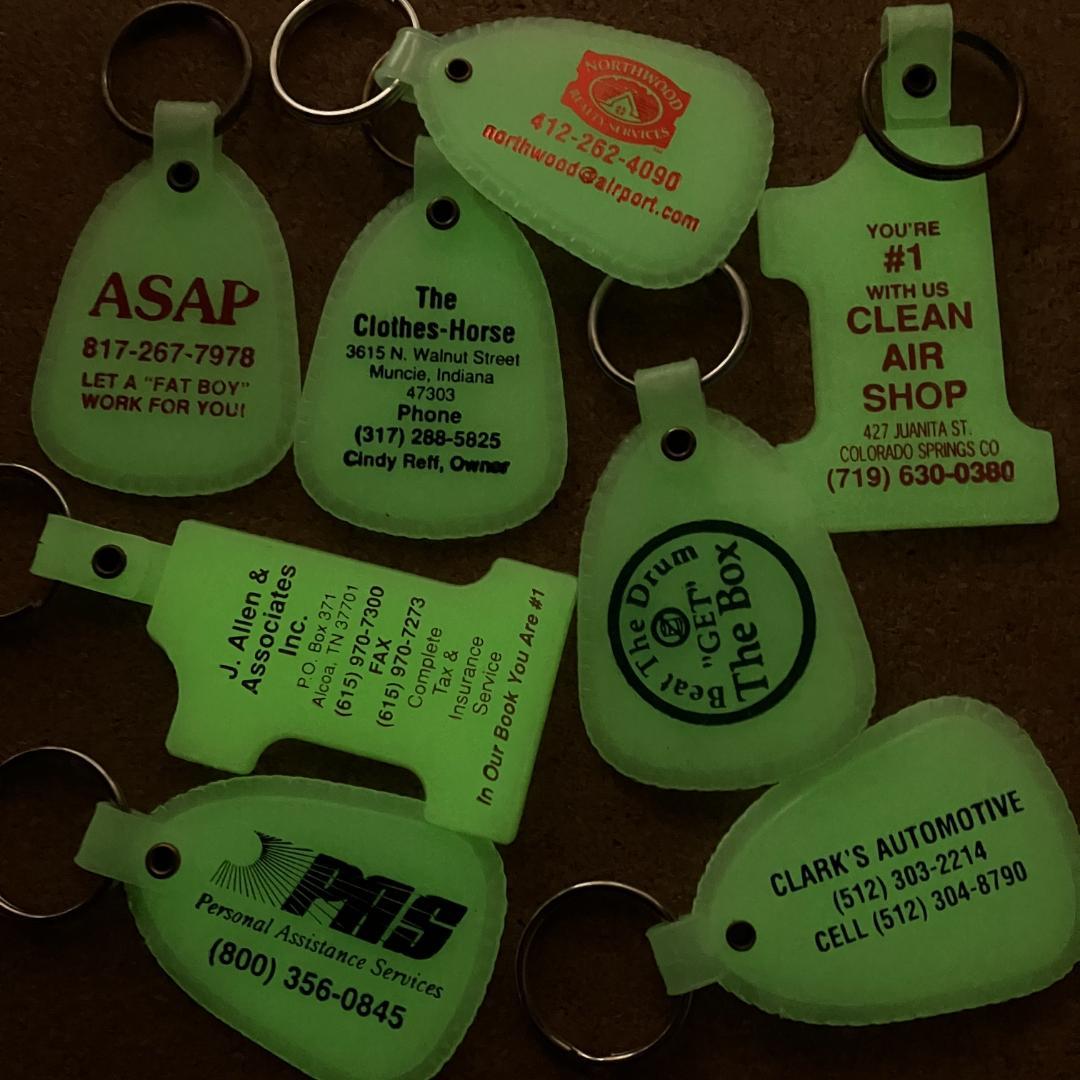 NORTHWOOD
REALTY SERVICES
412-262-4090
northwood@airport.com
YOU'RE
#1
WITH US
CLEAN
AIR
SHOP
427 JUANITA ST.
COLORADO SPRINGS CO
(719) 630-0380
ASAP
817-267-7978
LET A "FAT BOY"
WORK FOR YOU!
The
Clothes-Horse
3615 N. Walnut Street
Muncie, Indiana
47303
Phone
(317) 288-5825
Cindy Reff, Owner
J. Allen &
Associates
Inc.
P.O. Box 371
Alcoa, TN 37701
(615) 970-7300
FAX
(615) 970-7273
Complete
Tax &
Insurance
Service
In Our Book You Are #1
Beat The Drum
"GET"
The Box
PAS
Personal Assistance Services
(800) 356-0845
CLARK'S AUTOMOTIVE
(512) 303-2214
CELL (512) 304-8790